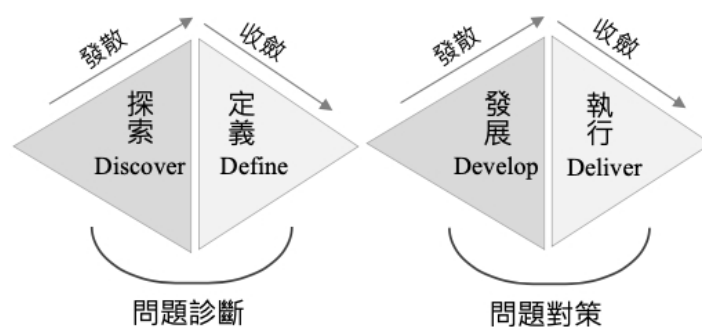 發散
收斂
探索
Discover
定義
Define
問題診斷
發散
收斂
發展
Develop
執行
Deliver
問題對策